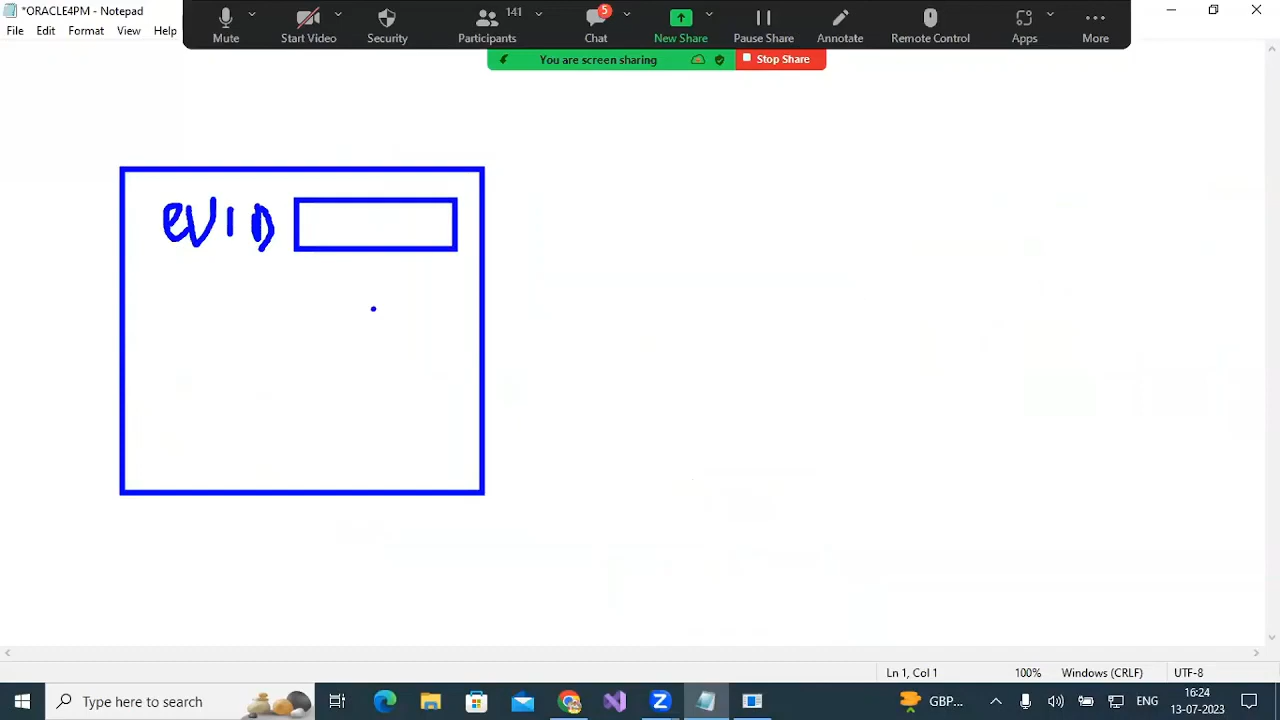 *ORACLE4PM - Notepad
File Edit Format View Help
Mute Start Video Security Participants 141 Chat 5 New Share Pause Share Annotate Remote Control Apps More
You are screen sharing Stop Share
eVID
Ln 1, Col 1 100% Windows (CRLF) UTF-8
Type here to search GBP... ENG 16:24
13-07-2023